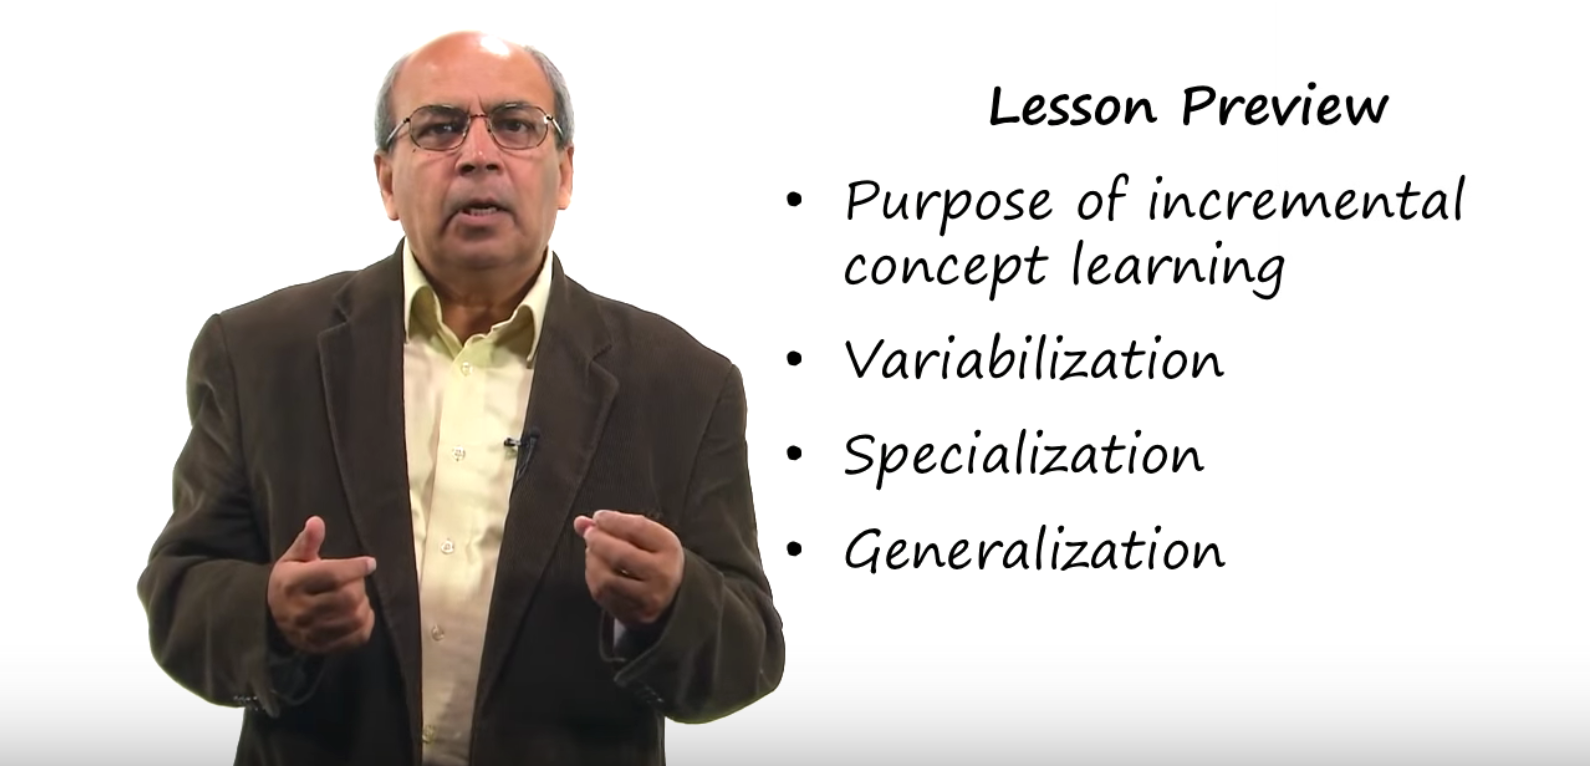 Lesson Preview
• Purpose of incremental
concept learning
• Variabilization
• Specialization
• Generalization